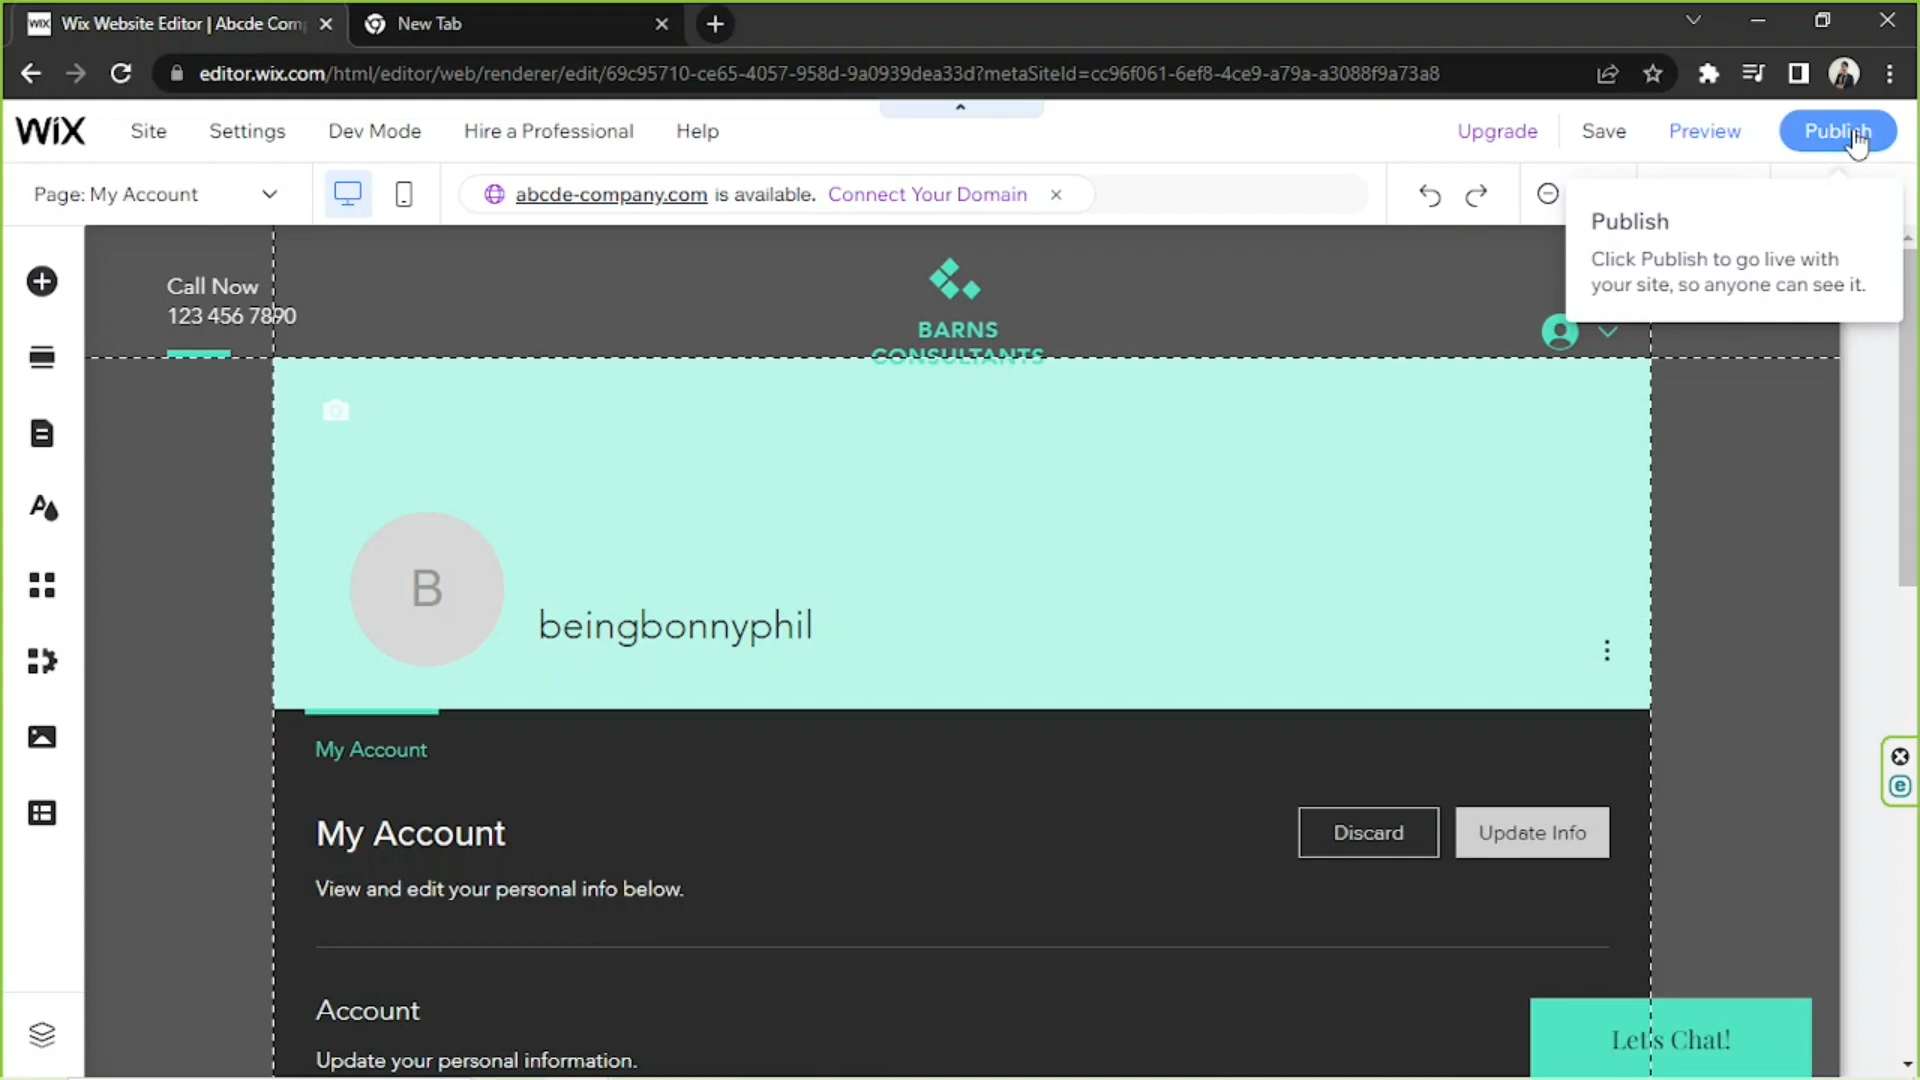 WIX Wix Website Editor | Abcde Com
New Tab
editor.wix.com/html/editor/web/renderer/edit/69c95710-ce65-4057-958d-9a0939dea33d?metaSiteId=cc96f061-6ef8-4ce9-a79a-a3088f9a73a8
WiX Site Settings Dev Mode Hire a Professional Help Upgrade Save Preview Publish
Page: My Account
abcde-company.com is available. Connect Your Domain
Publish
Click Publish to go live with
your site, so anyone can see it.
Call Now
123 456 7890
BARNS
CONSULTANTS
B
beingbonnyphil
My Account
My Account
Discard
Update Info
View and edit your personal info below.
Account
Update your personal information.
Let's Chat!